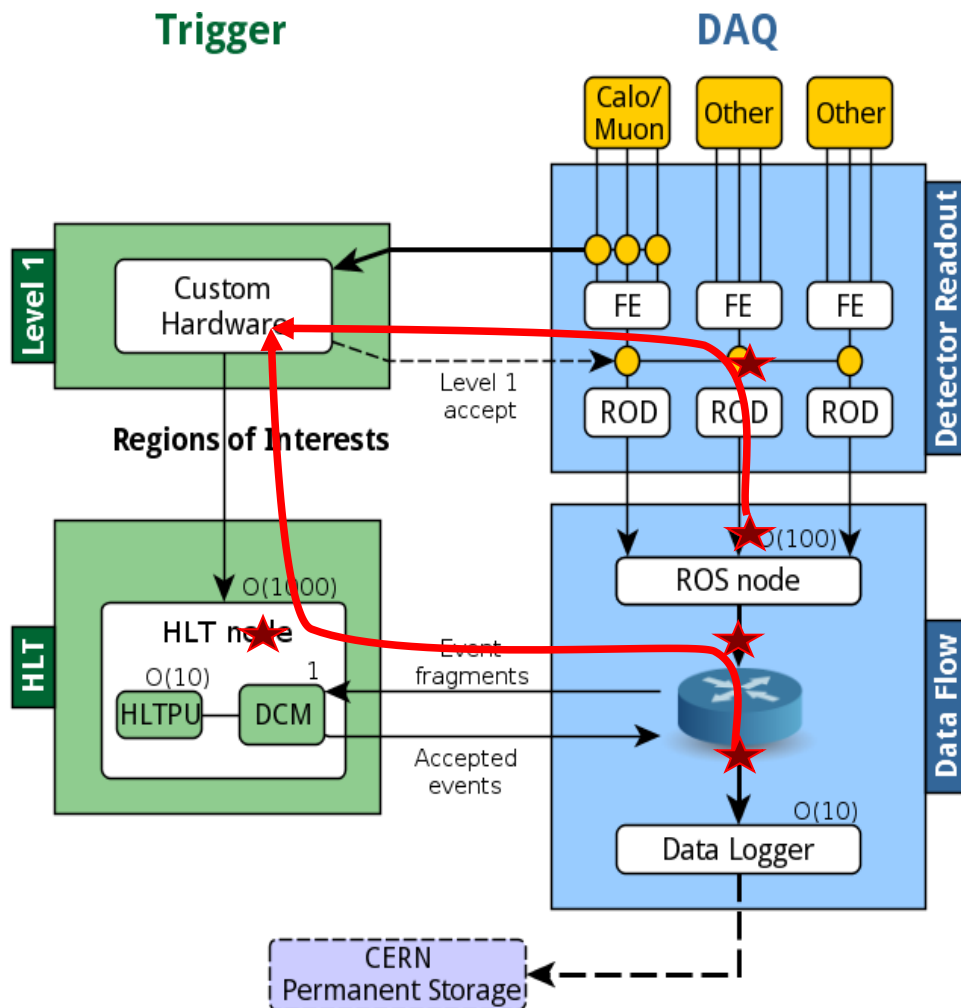 Trigger
DAQ
Calo/
Muon
Other
Other
Level 1
Custom
Hardware
FE
FE
FE
Level 1
accept
ROD
ROD
ROD
Detector Readout
Regions of Interests
O(1000)
O(100)
ROS node
HLT
HLT node
O(10)
1
HLTPU
DCM
Event
fragments
Accepted
events
Data Flow
O(10)
Data Logger
CERN
Permanent Storage